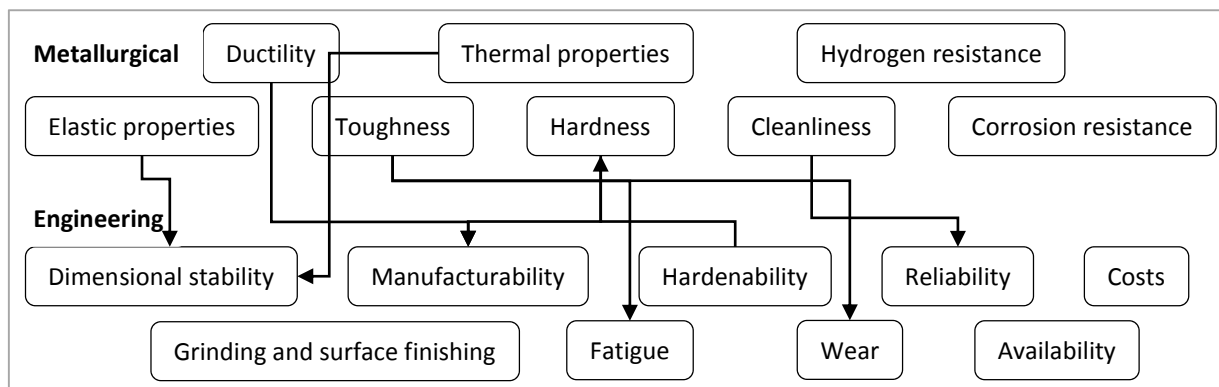 Metallurgical Ductility Thermal properties Hydrogen resistance
Elastic properties Toughness Hardness Cleanliness Corrosion resistance
Engineering
Dimensional stability Manufacturability Hardenability Reliability Costs
Grinding and surface finishing Fatigue Wear Availability